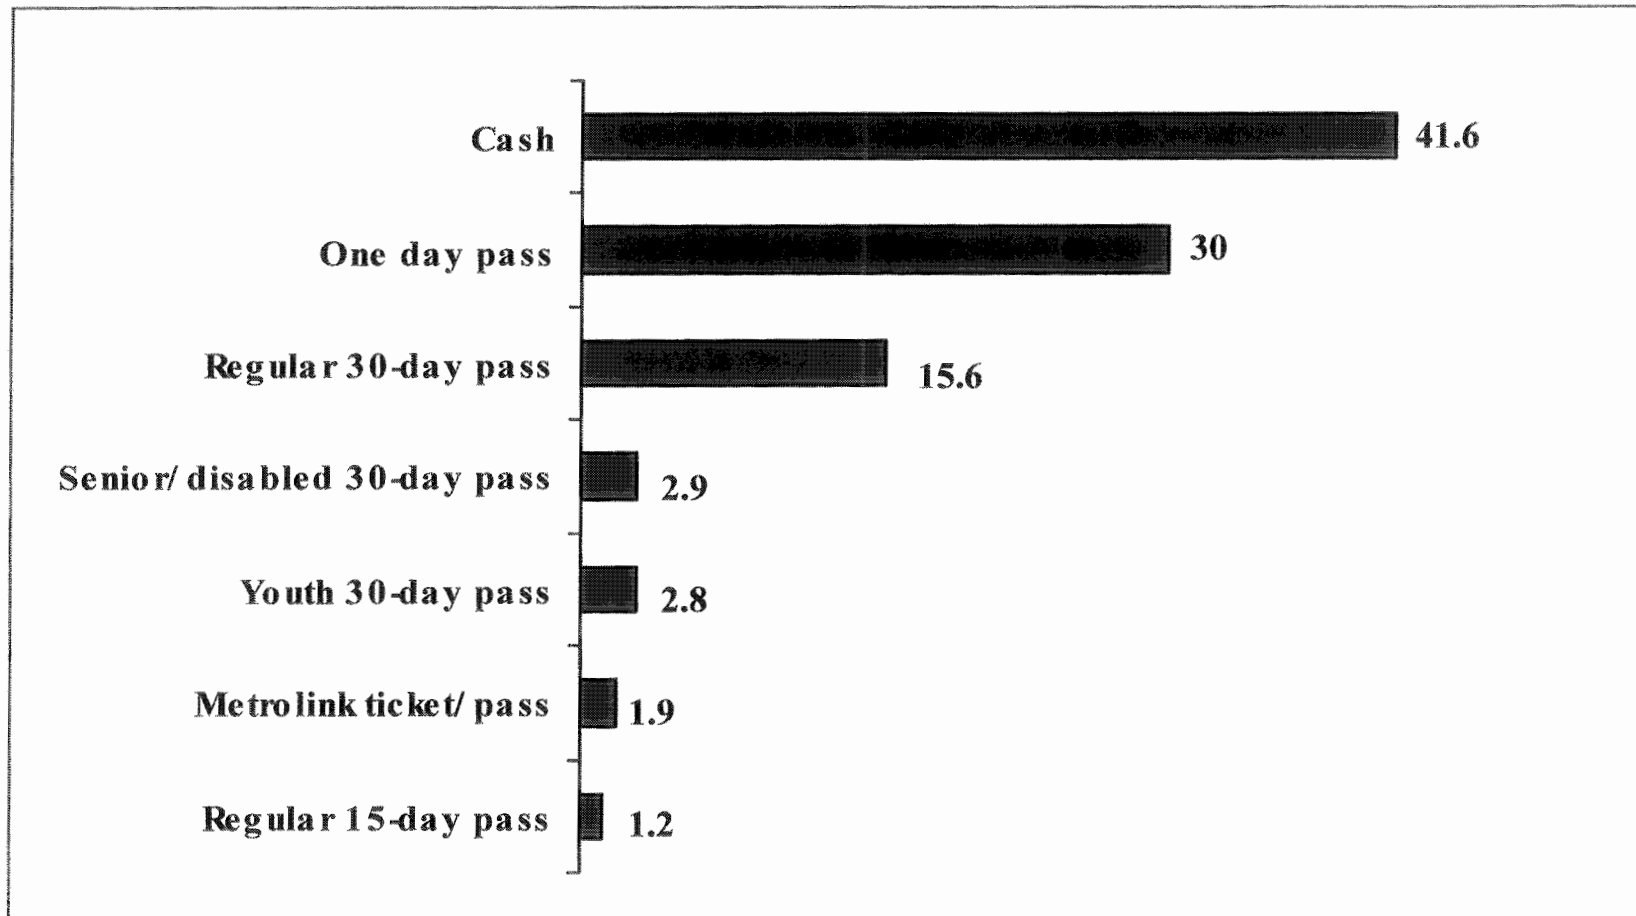 Cash 41.6
One day pass 30
Regular 30-day pass 15.6
Senior/ disabled 30-day pass 2.9
Youth 30-day pass 2.8
Metrolink ticket/ pass 1.9
Regular 15-day pass 1.2